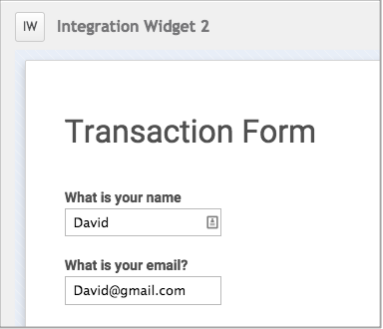 IW Integration Widget 2
Transaction Form
What is your name
David
What is your email?
David@gmail.com